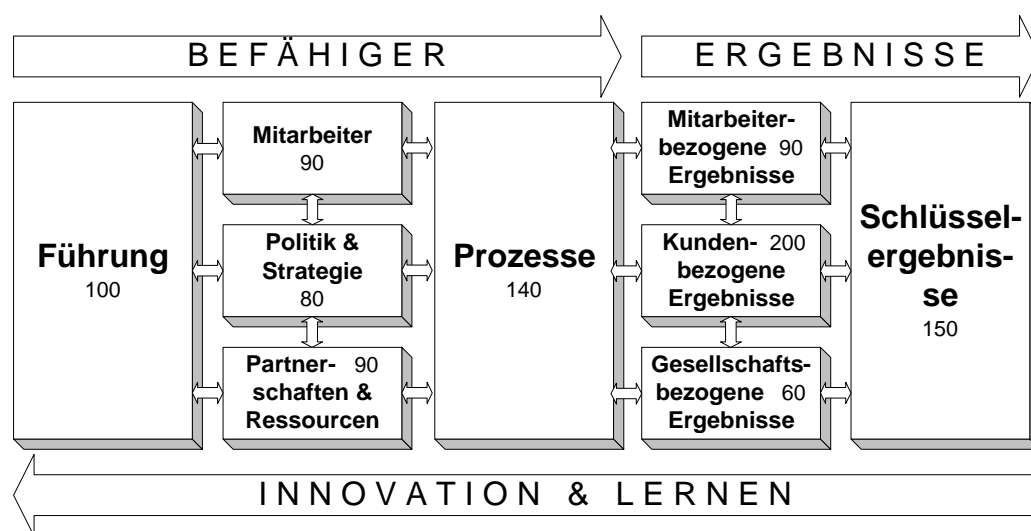 BEFÄHIGER
ERGEBNISSE
Führung
100
Mitarbeiter
90
Politik &
Strategie
80
Partner- 90
schaften &
Ressourcen
Prozesse
140
Mitarbeiter-
bezogene 90
Ergebnisse
Kunden- 200
bezogene
Ergebnisse
Gesellschafts-
bezogene 60
Ergebnisse
Schlüssel-
ergebnis-
se
150
INNOVATION & LERNEN